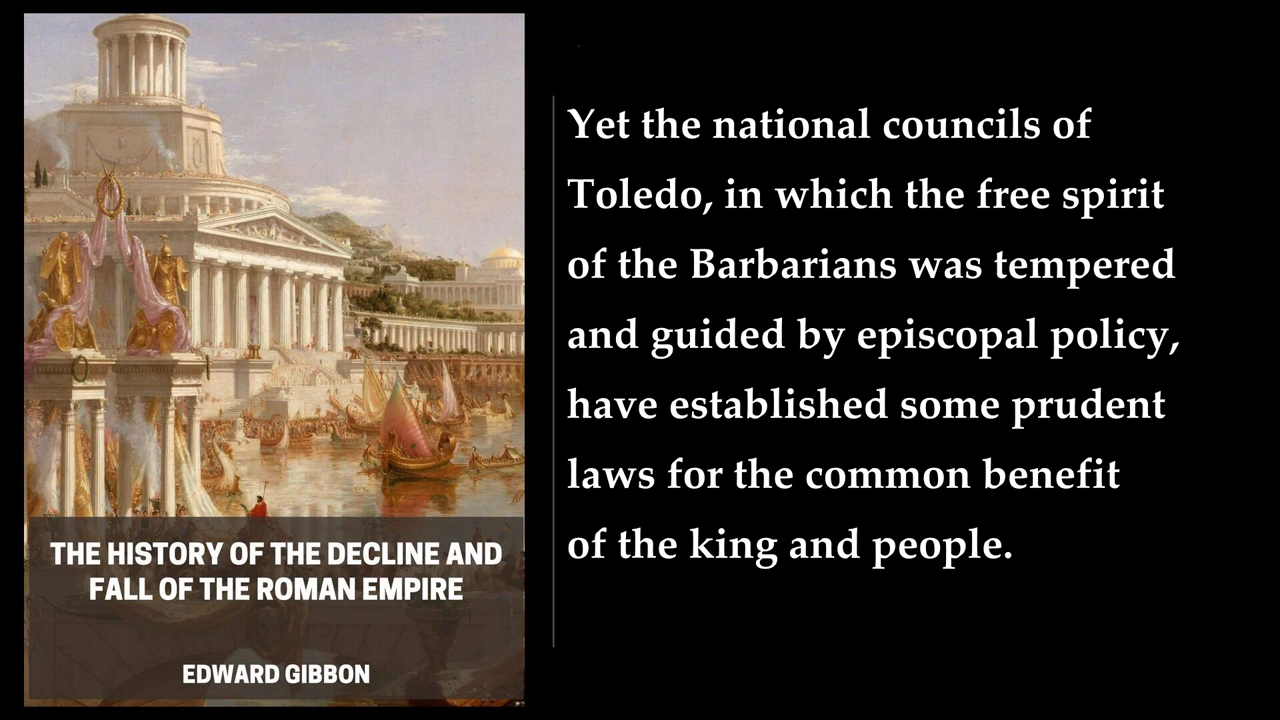 THE HISTORY OF THE DECLINE AND
FALL OF THE ROMAN EMPIRE
EDWARD GIBBON
Yet the national councils of
Toledo, in which the free spirit
of the Barbarians was tempered
and guided by episcopal policy,
have established some prudent
laws for the common benefit
of the king and people.